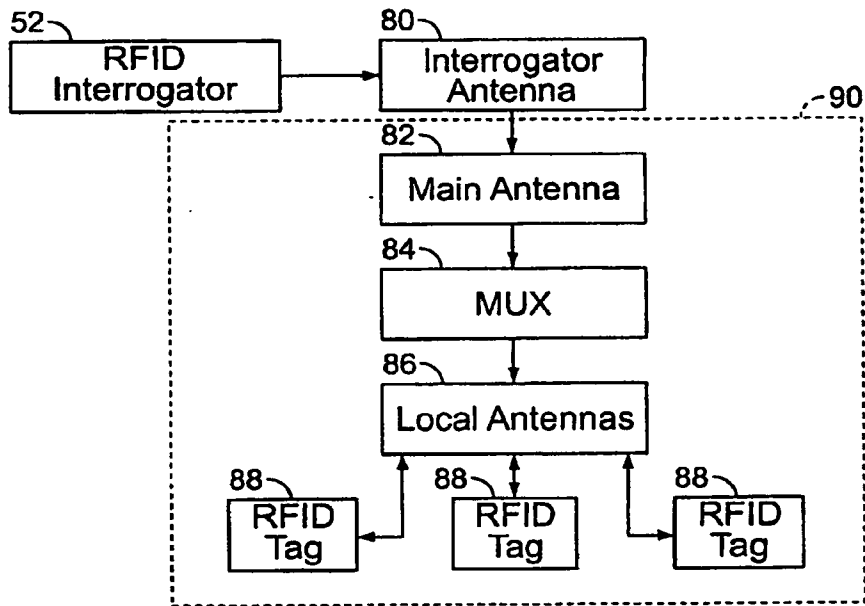 52
RFID
Interrogator
80
Interrogator
Antenna
90
82
Main Antenna
84
MUX
86
Local Antennas
88
RFID
Tag
88
RFID
Tag
88
RFID
Tag